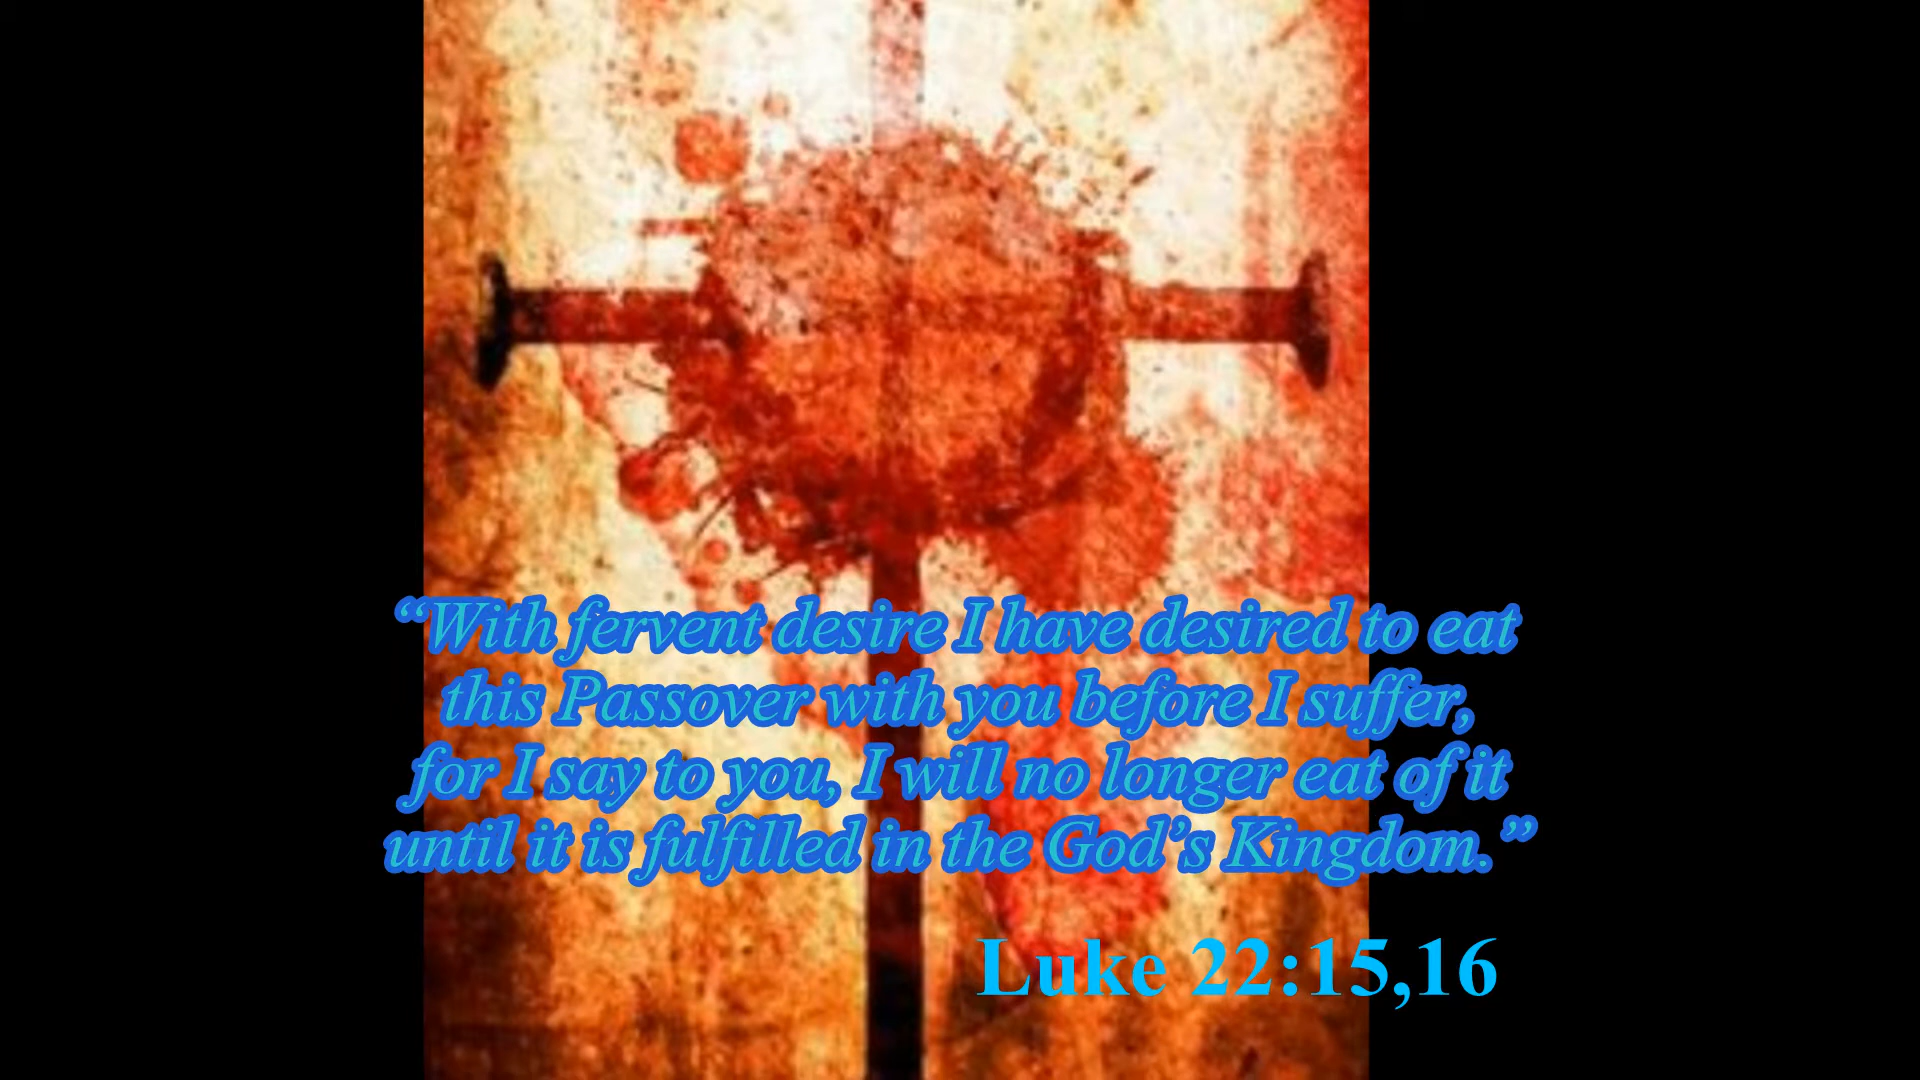 “With fervent desire I have desired to eat
this Passover with you before I suffer,
for I say to you, I will no longer eat of it
until it is fulfilled in the God’s Kingdom.”
Luke 22:15,16